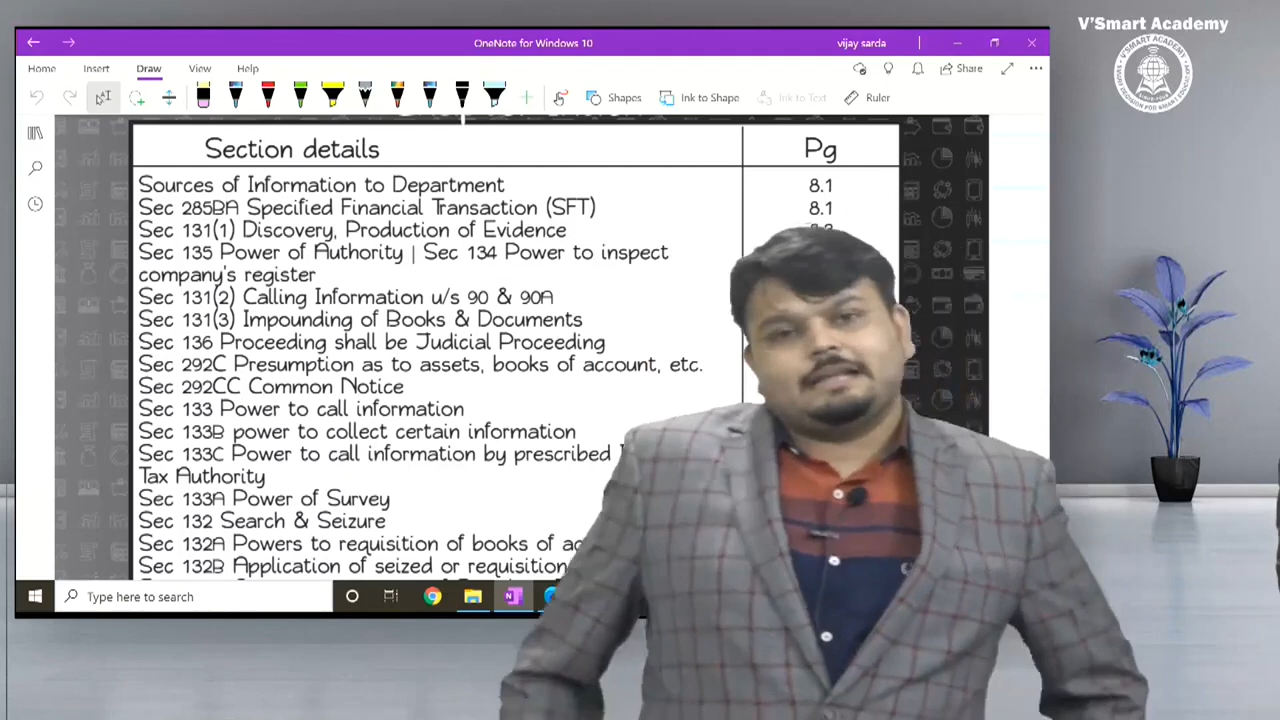 V'Smart Academy
OneNote for Windows 10
vijay sarda
Home Insert Draw View Help
Share
Shapes Ink to Shape Ink to Text Ruler
Section details Pg
Sources of Information to Department 8.1
Sec 285BA Specified Financial Transaction (SFT) 8.1
Sec 131(1) Discovery, Production of Evidence
Sec 135 Power of Authority | Sec 134 Power to inspect
company's register
Sec 131(2) Calling Information u/s 90 & 90A
Sec 131(3) Impounding of Books & Documents
Sec 136 Proceeding shall be Judicial Proceeding
Sec 292C Presumption as to assets, books of account, etc.
Sec 292CC Common Notice
Sec 133 Power to call information
Sec 133B power to collect certain information
Sec 133C Power to call information by prescribed
Tax Authority
Sec 133A Power of Survey
Sec 132 Search & Seizure
Sec 132A Powers to requisition of books of
Sec 132B Application of seized or requisition
Type here to search